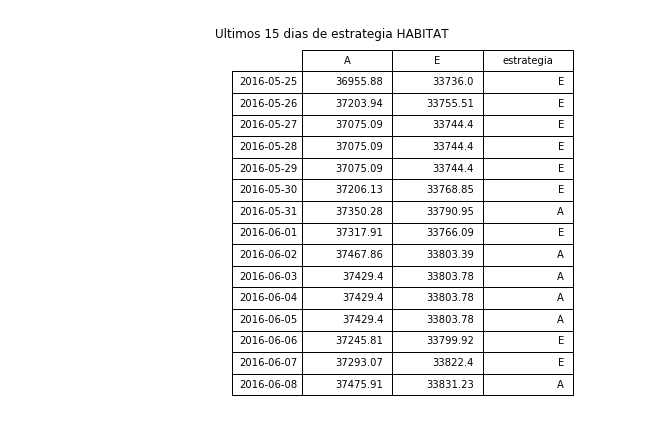 Ultimos 15 dias de estrategia HABITAT
A E estrategia
2016-05-25 36955.88 33736.0 E
2016-05-26 37203.94 33755.51 E
2016-05-27 37075.09 33744.4 E
2016-05-28 37075.09 33744.4 E
2016-05-29 37075.09 33744.4 E
2016-05-30 37206.13 33768.85 E
2016-05-31 37350.28 33790.95 A
2016-06-01 37317.91 33766.09 E
2016-06-02 37467.86 33803.39 A
2016-06-03 37429.4 33803.78 A
2016-06-04 37429.4 33803.78 A
2016-06-05 37429.4 33803.78 A
2016-06-06 37245.81 33799.92 E
2016-06-07 37293.07 33822.4 E
2016-06-08 37475.91 33831.23 A